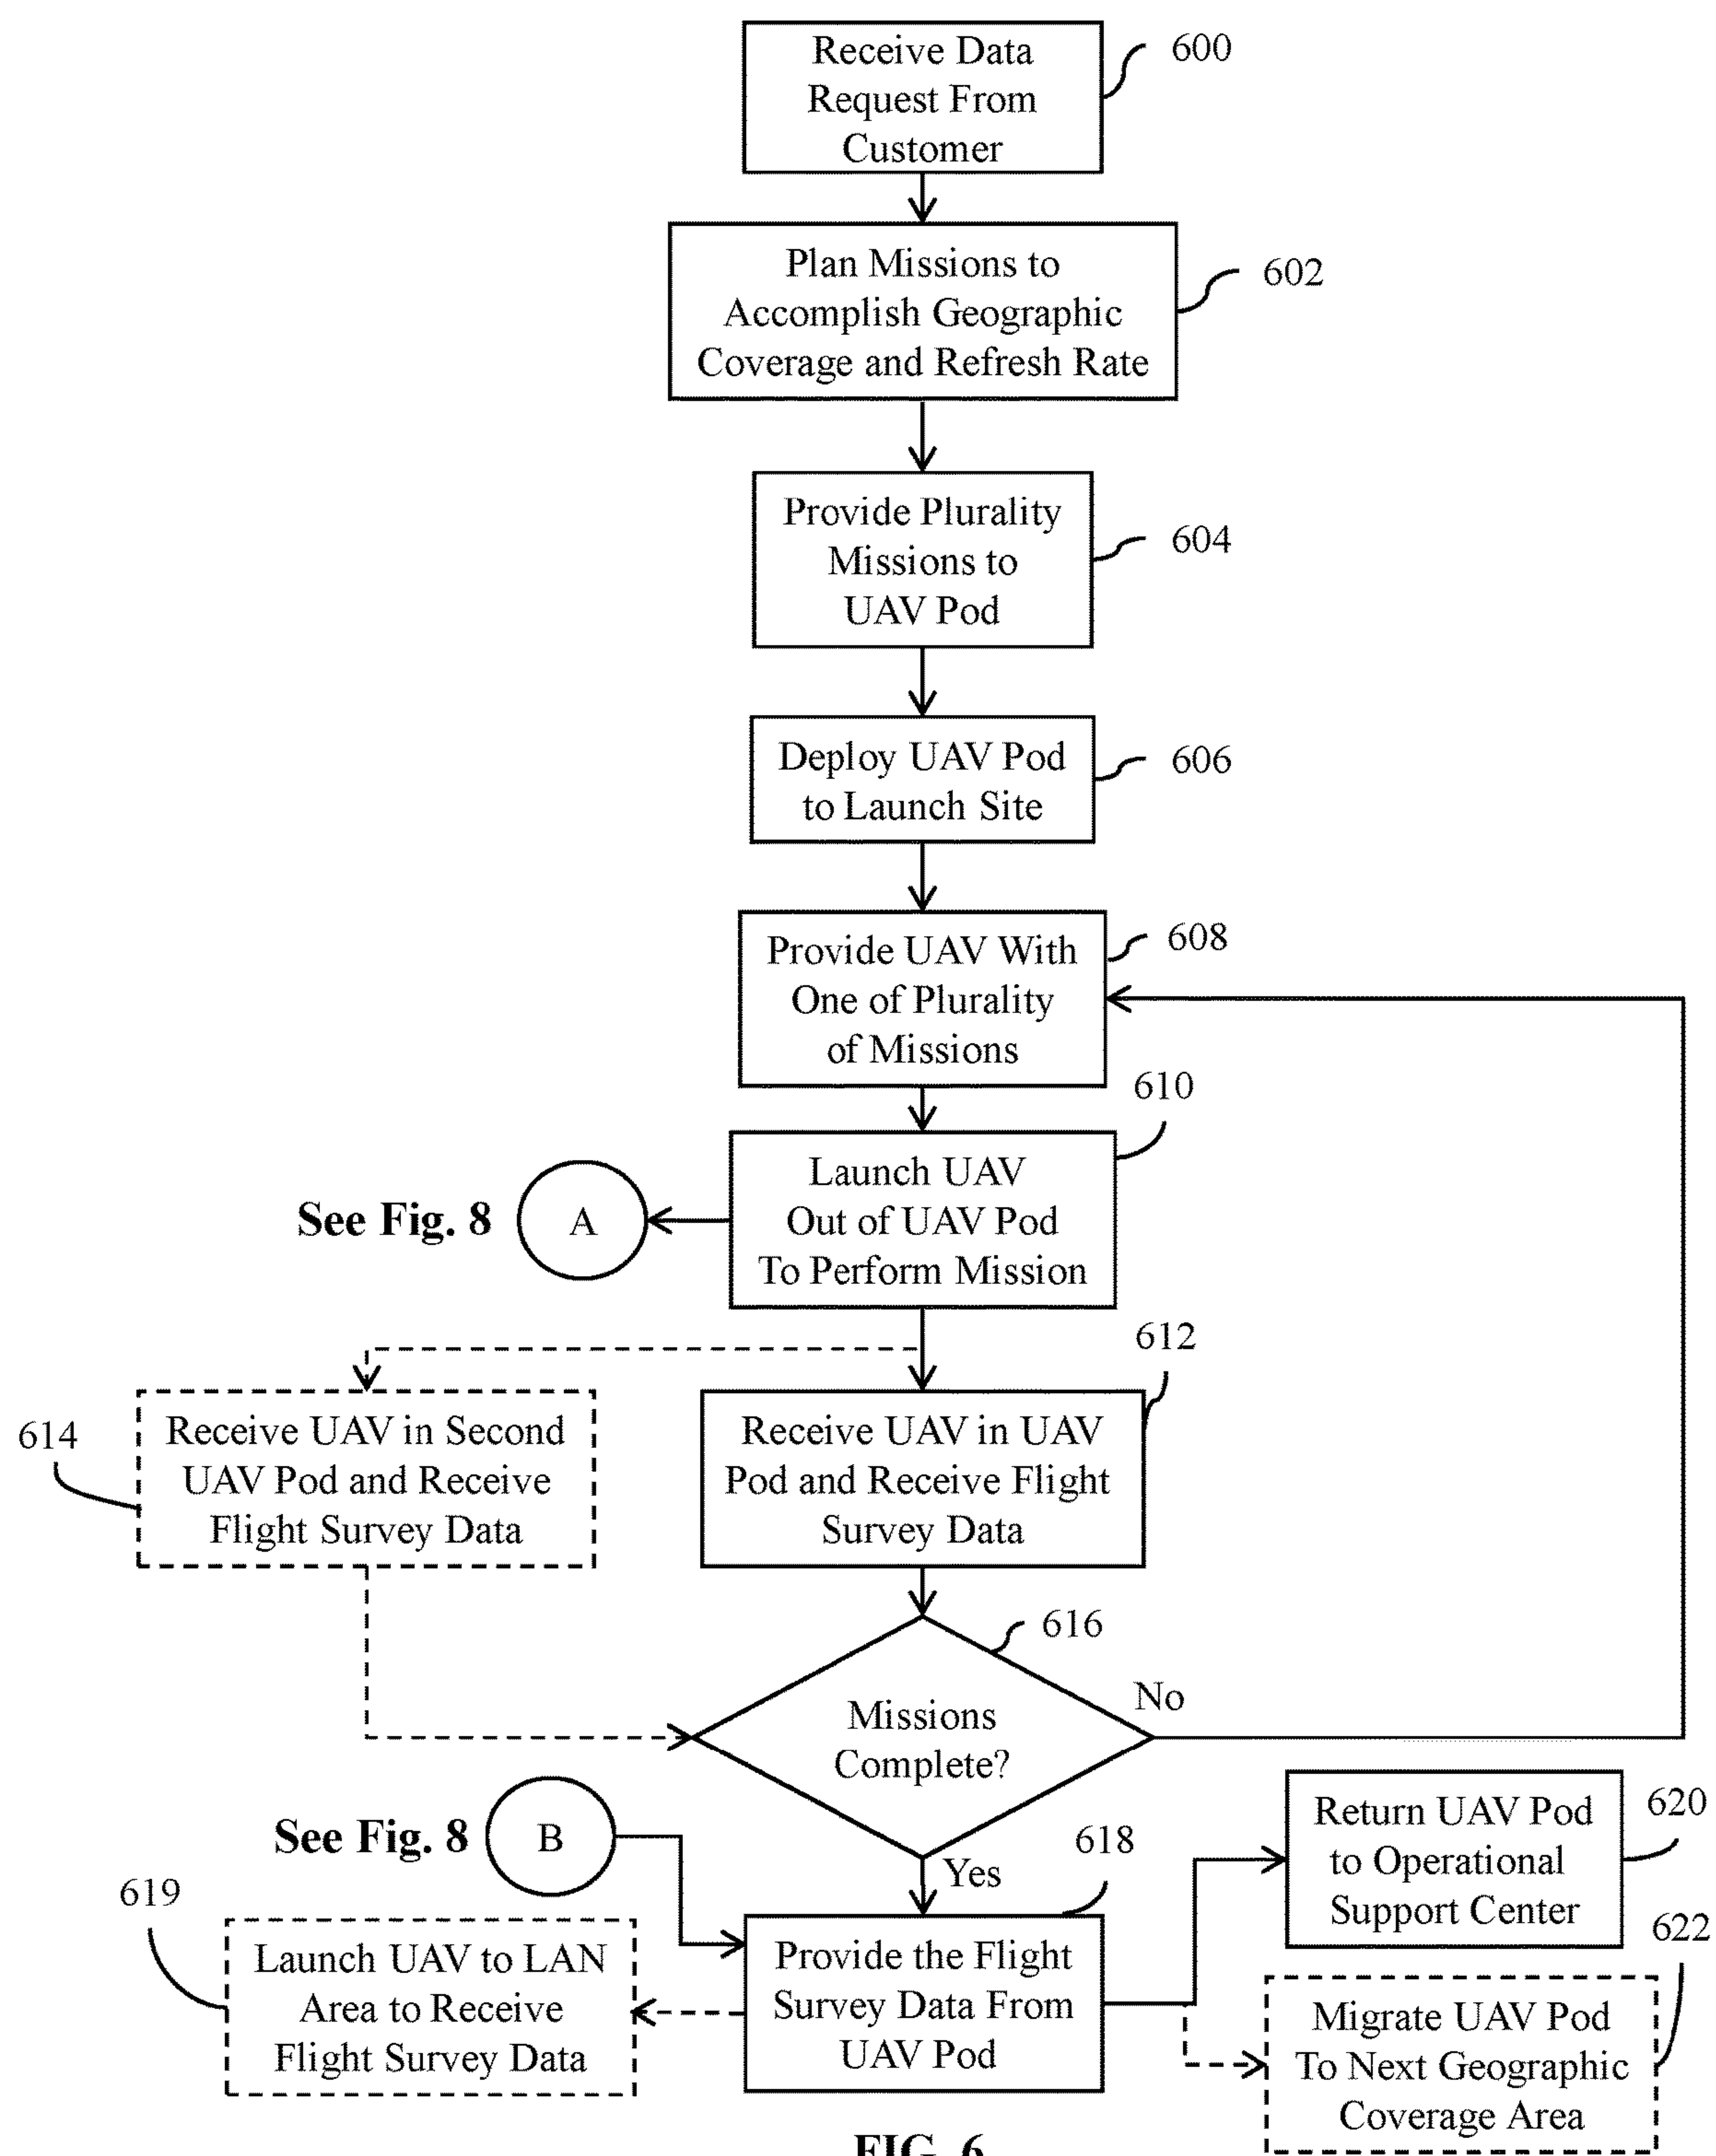 Receive Data
Request From
Customer
600
Plan Missions to
Accomplish Geographic
Coverage and Refresh Rate
602
Provide Plurality
Missions to
UAV Pod
604
Deploy UAV Pod
to Launch Site
606
Provide UAV With
One of Plurality
of Missions
608
610
Launch UAV
Out of UAV Pod
To Perform Mission
See Fig. 8
A
612
614
Receive UAV in Second
UAV Pod and Receive
Flight Survey Data
Receive UAV in UAV
Pod and Receive Flight
Survey Data
616
Missions
Complete?
No
Yes
See Fig. 8
B
618
619
Launch UAV to LAN
Area to Receive
Flight Survey Data
Provide the Flight
Survey Data From
UAV Pod
Return UAV Pod
to Operational
Support Center
620
622
Migrate UAV Pod
To Next Geographic
Coverage Area
FIG. 6